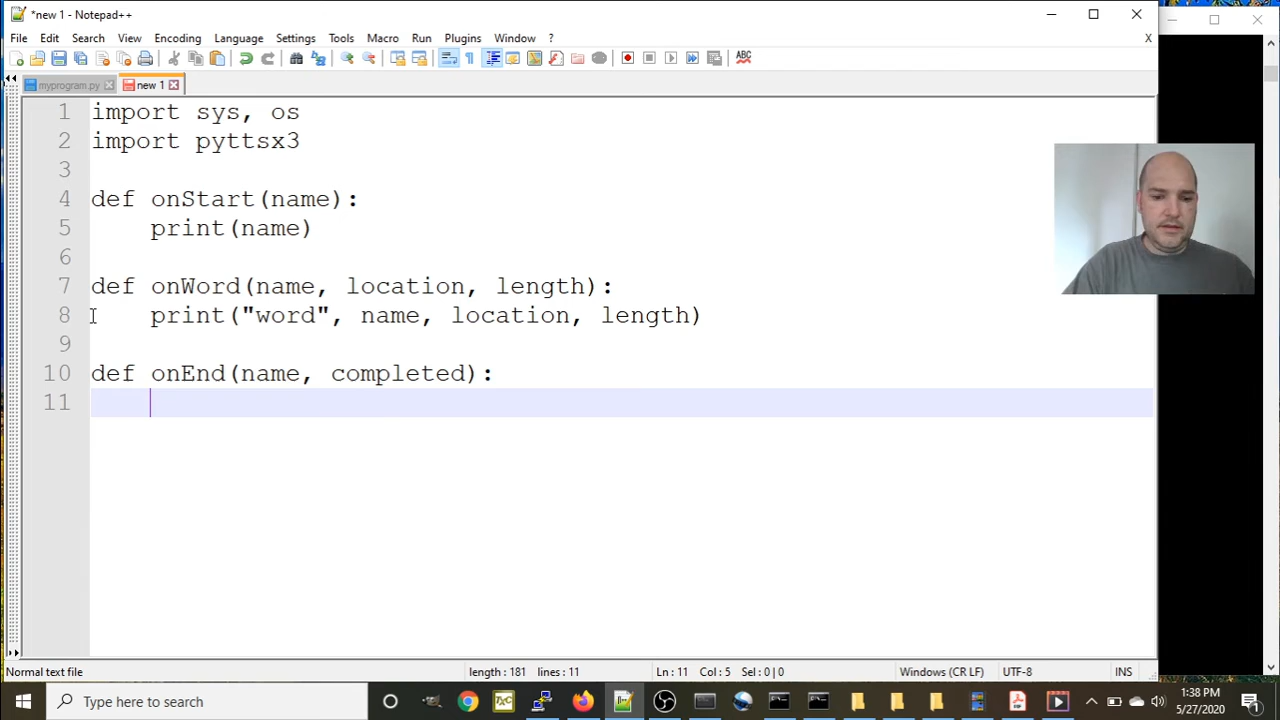 *new 1 - Notepad++
File Edit Search View Encoding Language Settings Tools Macro Run Plugins Window ?
X
myprogram.py new 1
1 import sys, os
2 import pyttsx3
3
4 def onStart(name):
5 print(name)
6
7 def onWord(name, location, length):
8 print("word", name, location, length)
9
10 def onEnd(name, completed):
11
Normal text file length : 181 lines : 11 Ln : 11 Col : 5 Sel : 0 | 0 Windows (CR LF) UTF-8 INS
Type here to search
1:38 PM
5/27/2020
1